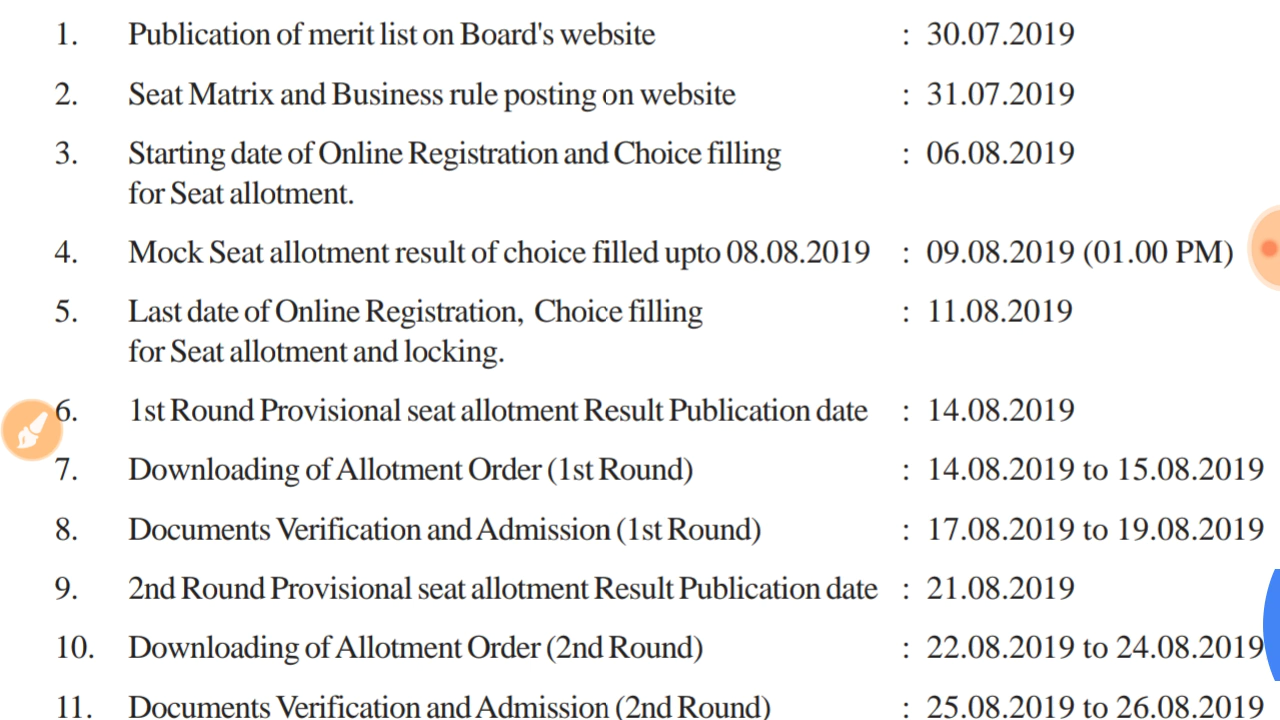 1. Publication of merit list on Board's website : 30.07.2019
2. Seat Matrix and Business rule posting on website : 31.07.2019
3. Starting date of Online Registration and Choice filling : 06.08.2019
for Seat allotment.
4. Mock Seat allotment result of choice filled upto 08.08.2019 : 09.08.2019 (01.00 PM)
5. Last date of Online Registration, Choice filling : 11.08.2019
for Seat allotment and locking.
6. 1st Round Provisional seat allotment Result Publication date : 14.08.2019
7. Downloading of Allotment Order (1st Round) : 14.08.2019 to 15.08.2019
8. Documents Verification and Admission (1st Round) : 17.08.2019 to 19.08.2019
9. 2nd Round Provisional seat allotment Result Publication date : 21.08.2019
10. Downloading of Allotment Order (2nd Round) : 22.08.2019 to 24.08.2019
11. Documents Verification and Admission (2nd Round) : 25.08.2019 to 26.08.2019